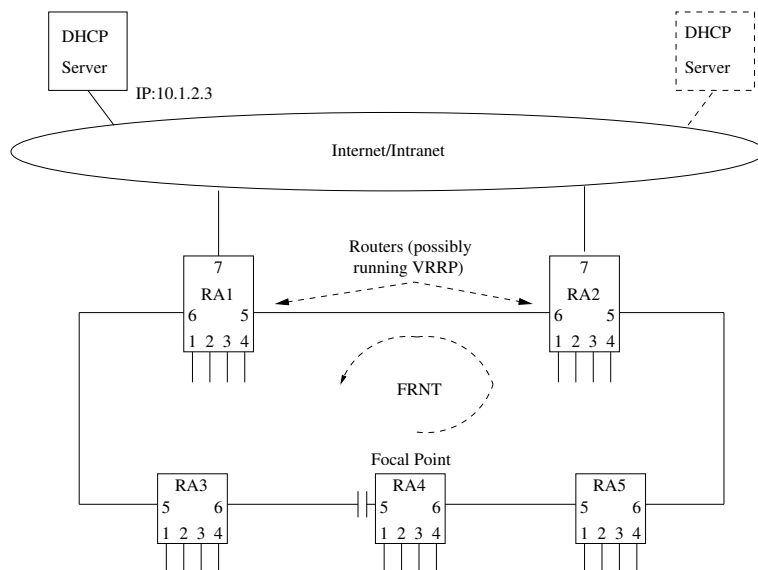 DHCP
Server
DHCP
Server
IP:10.1.2.3
Internet/Intranet
Routers (possibly
running VRRP)
7
RA1
6 5
1 2 3 4
7
RA2
6 5
1 2 3 4
FRNT
Focal Point
RA3
5 6
1 2 3 4
RA4
5 6
1 2 3 4
RA5
5 6
1 2 3 4